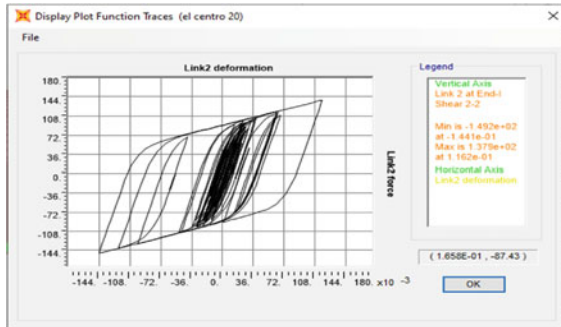 Display Plot Function Traces (el centro 20)
File
Link2 deformation
180.
144.
108.
72.
36.
0.
-36.
-72.
-108.
-144.
-144. -108. -72. -36. 0. 36. 72. 108. 144. 180. x10 -3
Link2 force
Legend
Vertical Axis
Link 2 at End-I
Shear 2-2
Min is -1.492e+02
at -1.441e-01
Max is 1.379e+02
at 1.162e-01
Horizontal Axis
Link2 deformation
( 1.658E-01 , -87.43 )
OK